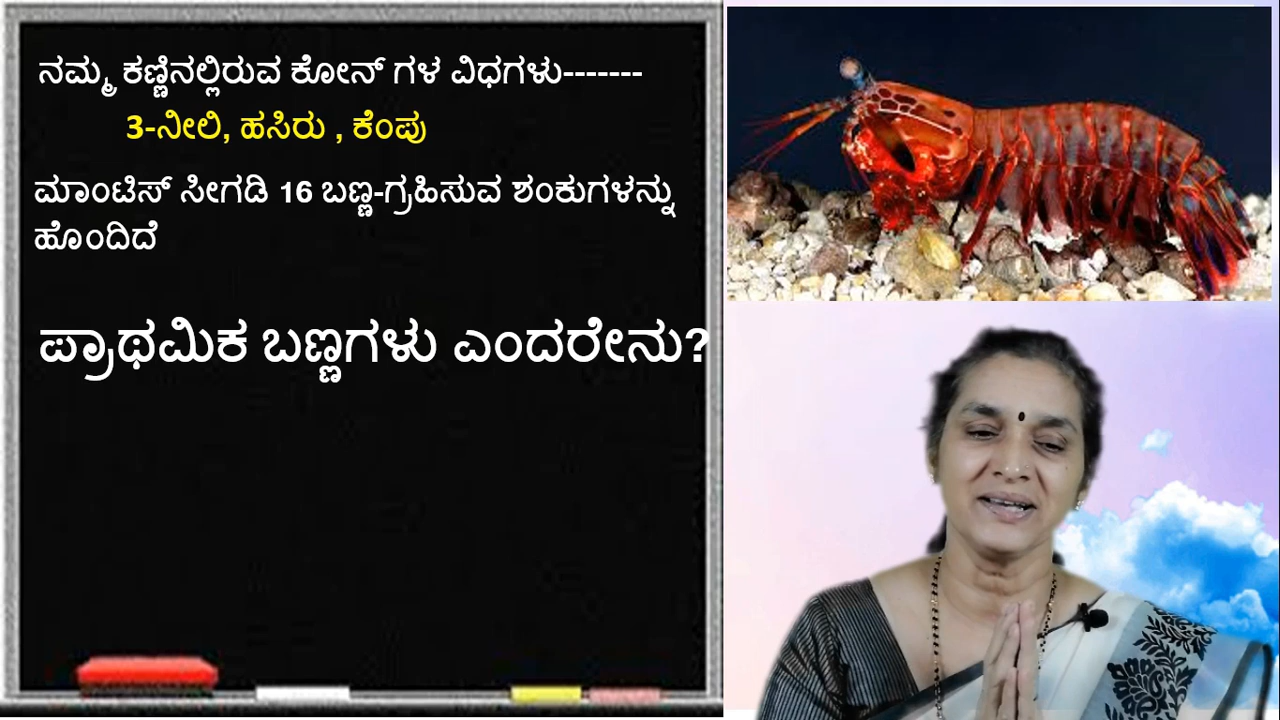 ನಮ್ಮ ಕಣ್ಣಿನಲ್ಲಿರುವ ಕೋನ್ ಗಳ ವಿಧಗಳು-------
3-ನೀಲಿ, ಹಸಿರು , ಕೆಂಪು
ಮಾಂಟಿಸ್ ಸೀಗಡಿ 16 ಬಣ್ಣ-ಗ್ರಹಿಸುವ ಶಂಕುಗಳನ್ನು
ಹೊಂದಿದೆ
ಪ್ರಾಥಮಿಕ ಬಣ್ಣಗಳು ಎಂದರೇನು?